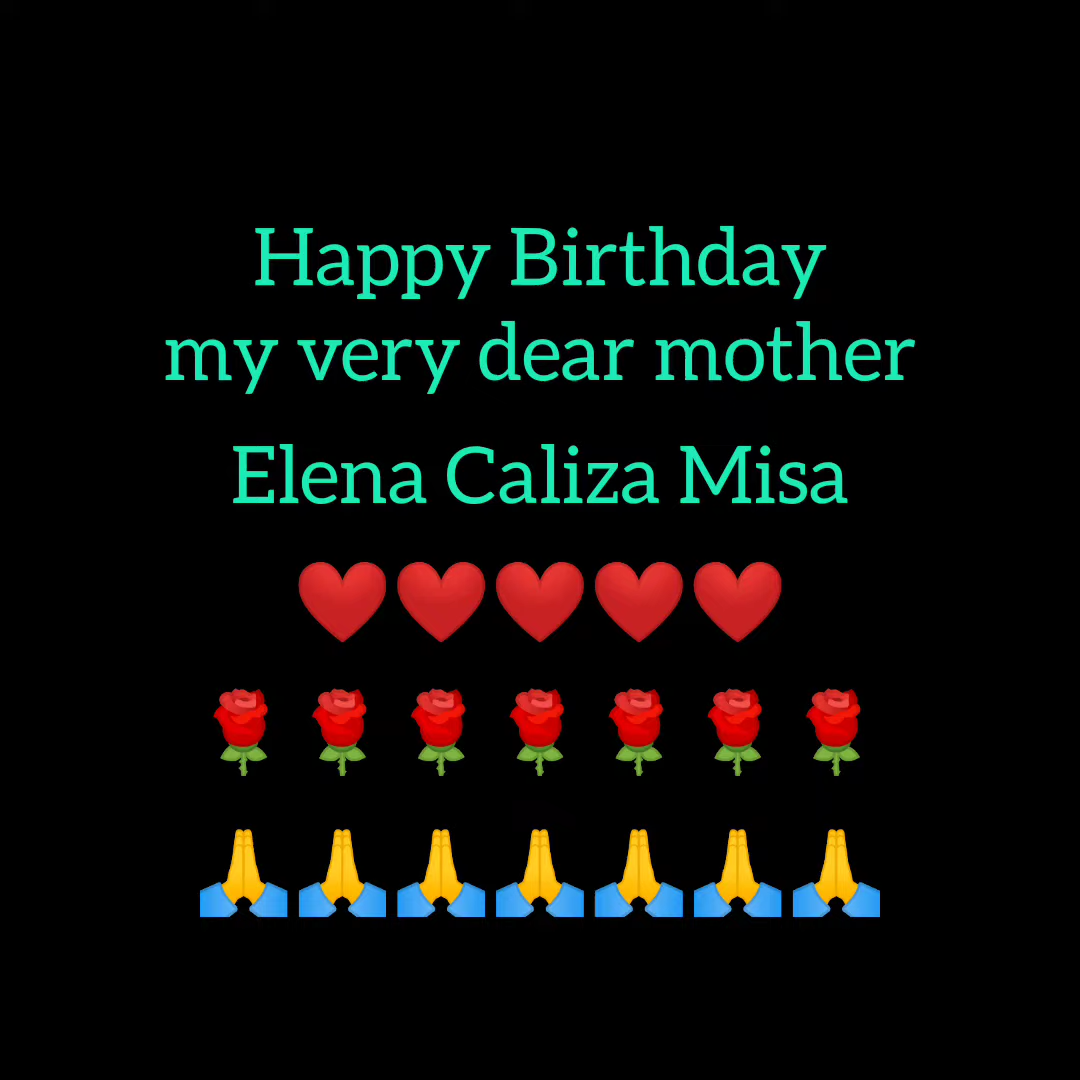 Happy Birthday
my very dear mother
Elena Caliza Misa
❤️❤️❤️❤️❤️
🌹🌹🌹🌹🌹🌹🌹
🙏🙏🙏🙏🙏🙏🙏